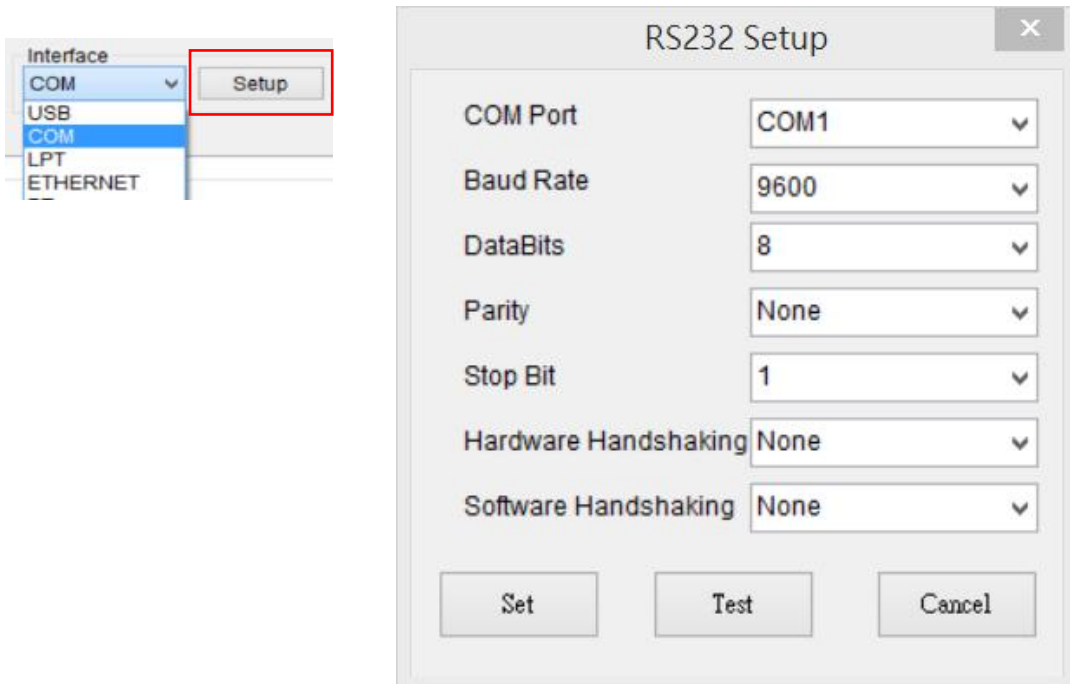 Interface
COM
Setup
USB
COM
LPT
ETHERNET
RS232 Setup
COM Port COM1
Baud Rate 9600
DataBits 8
Parity None
Stop Bit 1
Hardware Handshaking None
Software Handshaking None
Set Test Cancel